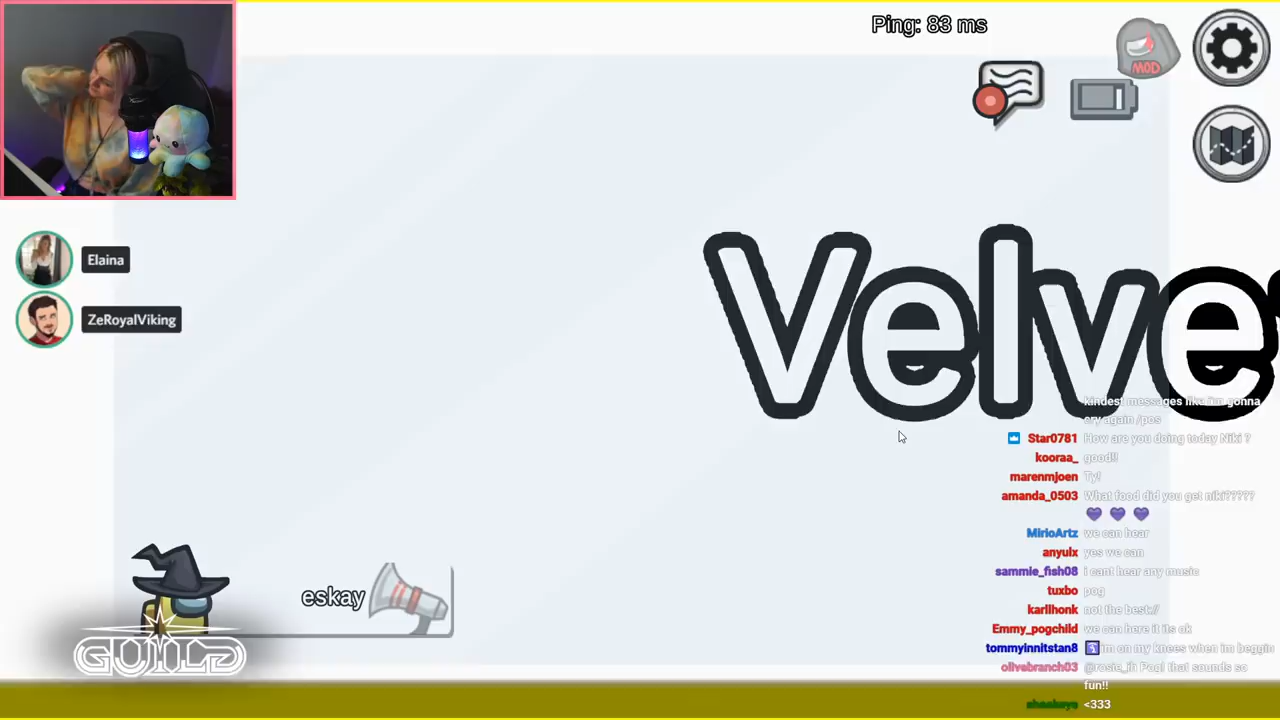 Ping: 83 ms
MOD
Elaina
ZeRoyalViking
Velve
kindest messages like i'm gonna
cry again /pos
Star0781 How are you doing today Niki ?
kooraa_ good!!
marenmjoen Ty!
amanda_0503 What food did you get niki?????
MirioArtz we can hear
anyulx yes we can
sammie_fish08 i cant hear any music
tuxbo pog
karllhonk not the best://
Emmy_pogchild we can here it its ok
tommyinnitstan8 im on my knees when im beggin
olivebranch03 @rosie_ih Pog! that sounds so
fun!!
<333
eskay
GUILD